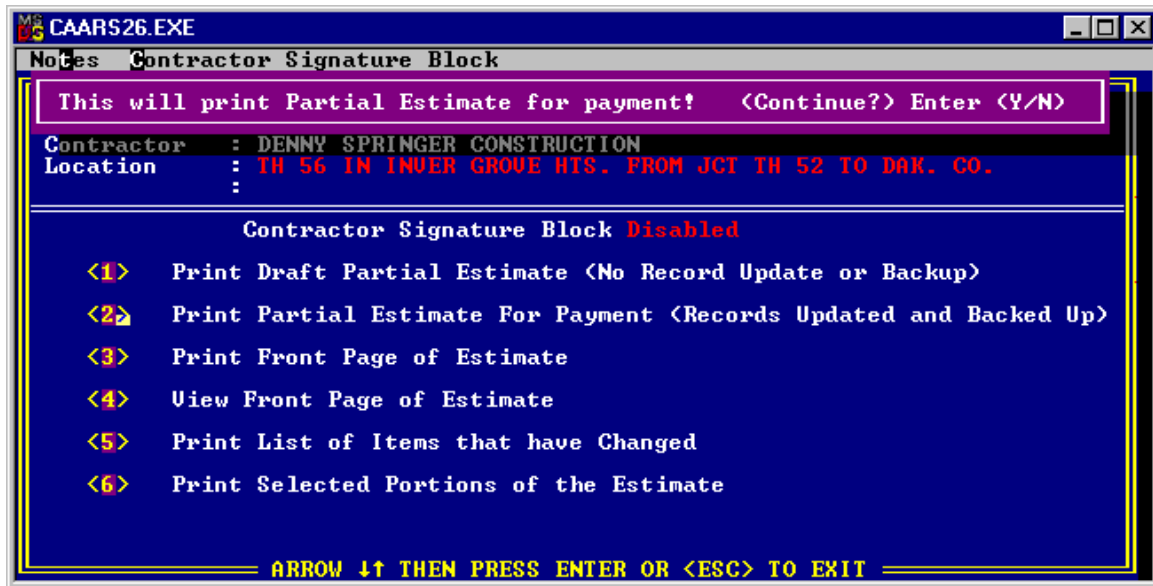 CAARS26.EXE
Notes Contractor Signature Block
This will print Partial Estimate for payment! (Continue?) Enter (Y/N)
Contractor : DENNY SPRINGER CONSTRUCTION
Location : TH 56 IN INVER GROVE HTS. FROM JCT TH 52 TO DAK. CO.
:
Contractor Signature Block Disabled
<1> Print Draft Partial Estimate (No Record Update or Backup)
<2> Print Partial Estimate For Payment (Records Updated and Backed Up)
<3> Print Front Page of Estimate
<4> View Front Page of Estimate
<5> Print List of Items that have Changed
<6> Print Selected Portions of the Estimate
ARROW ↓↑ THEN PRESS ENTER OR <ESC> TO EXIT